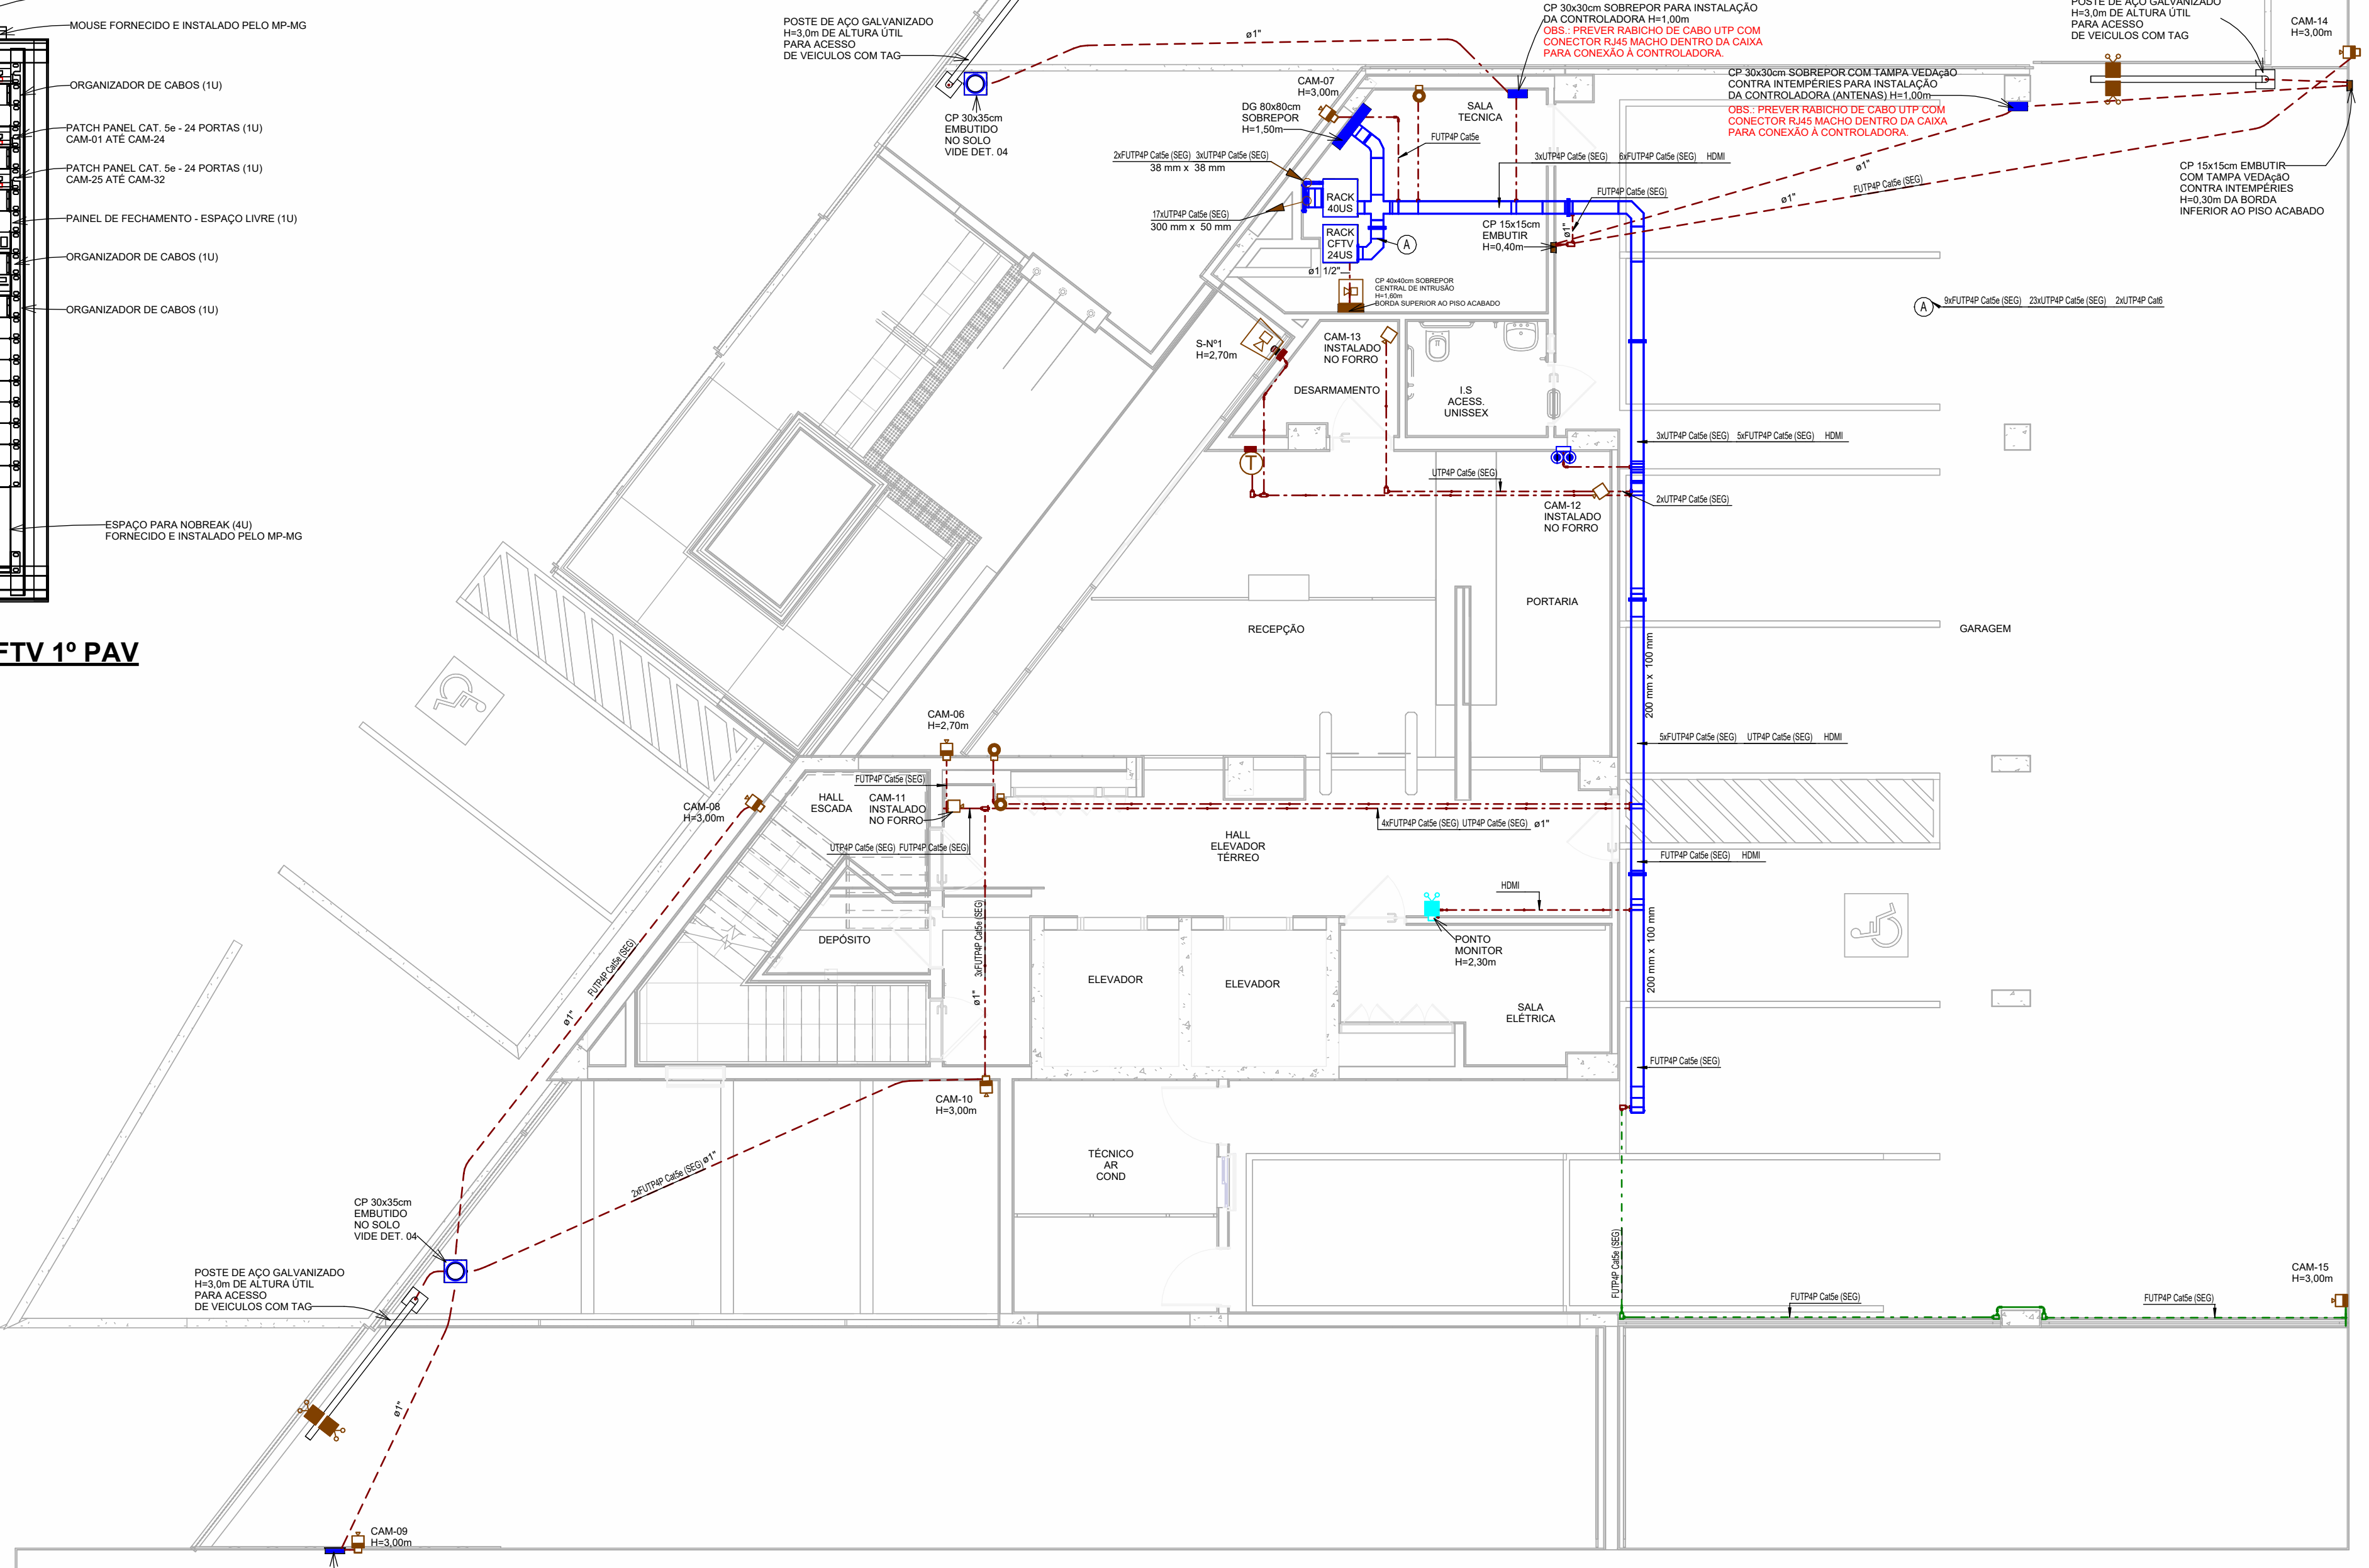 MOUSE FORNECIDO E INSTALADO PELO MP-MG
ORGANIZADOR DE CABOS (1U)
PATCH PANEL CAT. 5e - 24 PORTAS (1U)
CAM-01 ATÉ CAM-24
PATCH PANEL CAT. 5e - 24 PORTAS (1U)
CAM-25 ATÉ CAM-32
PAINEL DE FECHAMENTO - ESPAÇO LIVRE (1U)
ORGANIZADOR DE CABOS (1U)
ORGANIZADOR DE CABOS (1U)
ESPAÇO PARA NOBREAK (4U)
FORNECIDO E INSTALADO PELO MP-MG
FTV 1º PAV
POSTE DE AÇO GALVANIZADO
H=3,0m DE ALTURA ÚTIL
PARA ACESSO
DE VEICULOS COM TAG
CP 30x35cm
EMBUTIDO
NO SOLO
VIDE DET. 04
ø1"
CP 30x30cm SOBREPOR PARA INSTALAÇÃO
DA CONTROLADORA H=1,00m
OBS.: PREVER RABICHO DE CABO UTP COM
CONECTOR RJ45 MACHO DENTRO DA CAIXA
PARA CONEXÃO À CONTROLADORA.
CP 30x30cm SOBREPOR COM TAMPA VEDAçãO
CONTRA INTEMPÉRIES PARA INSTALAÇÃO
DA CONTROLADORA (ANTENAS) H=1,00m
OBS.: PREVER RABICHO DE CABO UTP COM
CONECTOR RJ45 MACHO DENTRO DA CAIXA
PARA CONEXÃO À CONTROLADORA.
POSTE DE AÇO GALVANIZADO
H=3,0m DE ALTURA ÚTIL
PARA ACESSO
DE VEICULOS COM TAG
CAM-14
H=3,00m
CP 15x15cm EMBUTIR
COM TAMPA VEDAçãO
CONTRA INTEMPÉRIES
H=0,30m DA BORDA
INFERIOR AO PISO ACABADO
ø1"
ø1"
FUTP4P Cat5e (SEG)
CAM-07
H=3,00m
DG 80x80cm
SOBREPOR
H=1,50m
SALA
TECNICA
FUTP4P Cat5e
2xFUTP4P Cat5e (SEG) 3xUTP4P Cat5e (SEG)
38 mm x 38 mm
17xUTP4P Cat5e (SEG)
300 mm x 50 mm
3xUTP4P Cat5e (SEG) 6xFUTP4P Cat5e (SEG) HDMI
FUTP4P Cat5e (SEG)
ø1"
RACK
40US
RACK
CFTV
24US
A
CP 15x15cm
EMBUTIR
H=0,40m
ø1 1/2"
CP 40x40cm SOBREPOR
CENTRAL DE INTRUSÃO
H=1,60m
BORDA SUPERIOR AO PISO ACABADO
A
9xFUTP4P Cat5e (SEG) 23xUTP4P Cat5e (SEG) 2xUTP4P Cat6
S-Nº1
H=2,70m
CAM-13
INSTALADO
NO FORRO
DESARMAMENTO
I.S
ACESS.
UNISSEX
T
UTP4P Cat5e (SEG)
3xUTP4P Cat5e (SEG) 5xFUTP4P Cat5e (SEG) HDMI
2xUTP4P Cat5e (SEG)
CAM-12
INSTALADO
NO FORRO
PORTARIA
RECEPÇÃO
GARAGEM
200 mm x 100 mm
5xFUTP4P Cat5e (SEG) UTP4P Cat5e (SEG) HDMI
CAM-06
H=2,70m
FUTP4P Cat5e (SEG)
CAM-11
INSTALADO
NO FORRO
HALL
ESCADA
CAM-08
H=3,00m
UTP4P Cat5e (SEG) FUTP4P Cat5e (SEG)
4xFUTP4P Cat5e (SEG) UTP4P Cat5e (SEG) ø1"
HALL
ELEVADOR
TÉRREO
FUTP4P Cat5e (SEG) HDMI
HDMI
PONTO
MONITOR
H=2,30m
DEPÓSITO
3xFUTP4P Cat5e (SEG)
ø1"
ELEVADOR
ELEVADOR
SALA
ELÉTRICA
200 mm x 100 mm
FUTP4P Cat5e (SEG)
FUTP4P Cat5e (SEG)
ø1"
CAM-10
H=3,00m
TÉCNICO
AR
COND
2xFUTP4P Cat5e (SEG) ø1"
CP 30x35cm
EMBUTIDO
NO SOLO
VIDE DET. 04
POSTE DE AÇO GALVANIZADO
H=3,0m DE ALTURA ÚTIL
PARA ACESSO
DE VEICULOS COM TAG
FUTP4P Cat5e (SEG)
FUTP4P Cat5e (SEG)
FUTP4P Cat5e (SEG)
CAM-15
H=3,00m
ø1"
CAM-09
H=3,00m